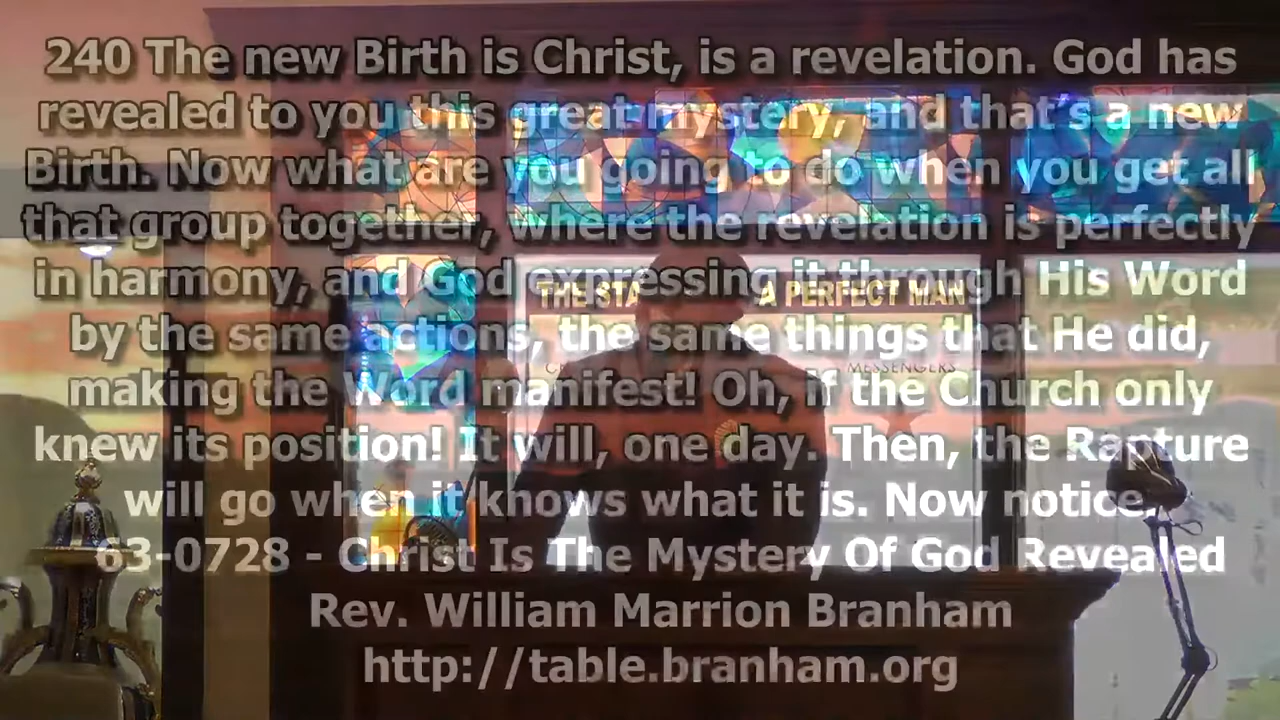 240 The new Birth is Christ, is a revelation. God has
revealed to you this great mystery, and that's a new
Birth. Now what are you going to do when you get all
that group together, where the revelation is perfectly
in harmony, and God expressing it through His Word
by the same actions, the same things that He did,
making the Word manifest! Oh, if the Church only
knew its position! It will, one day. Then, the Rapture
will go when it knows what it is. Now notice,
63-0728 - Christ Is The Mystery Of God Revealed
Rev. William Marrion Branham
http://table.branham.org
THE STA A PERFECT MAN
MESSENGERS